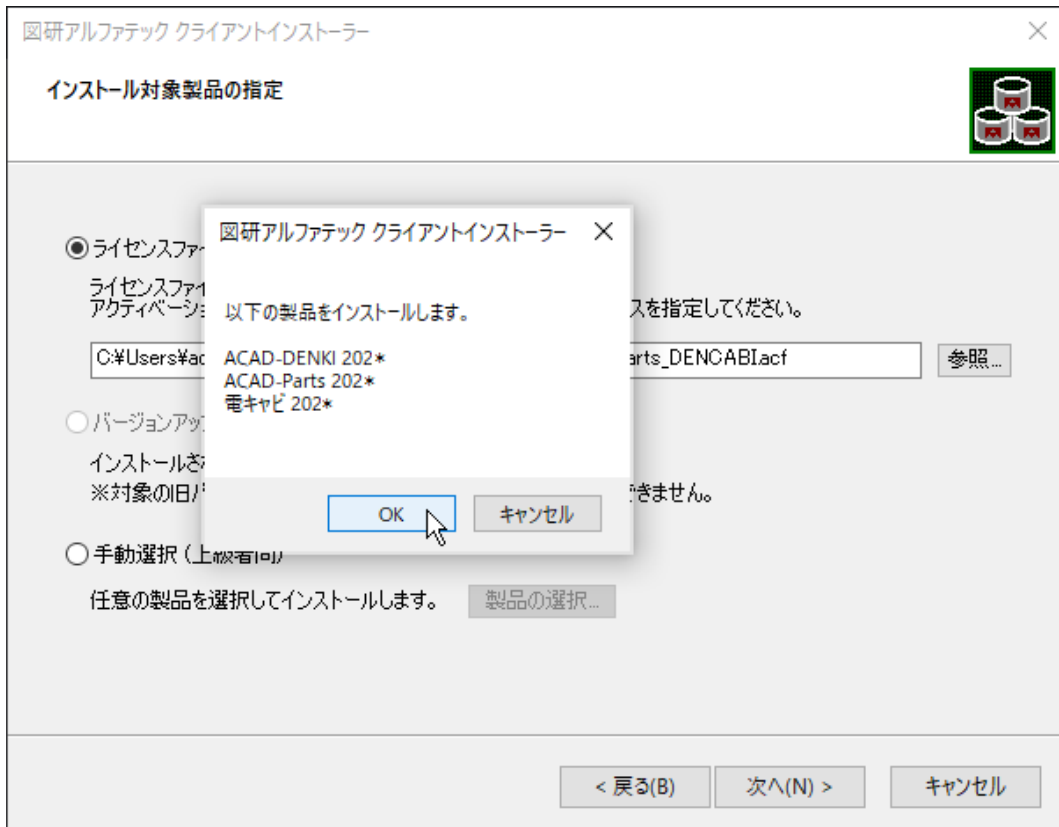 図研アルファテック クライアントインストーラー
インストール対象製品の指定
図研アルファテック クライアントインストーラー
以下の製品をインストールします。
ACAD-DENKI 202*
ACAD-Parts 202*
電キャビ 202*
OK
キャンセル
ライセンスファイ
ライセンスファイ
アクティベーショ スを指定してください。
C:¥Users¥ac arts_DENCABI.acf
参照...
バージョンアップ
インストールさ
※対象の旧バ できません。
手動選択(上級者向)
任意の製品を選択してインストールします。
製品の選択...
< 戻る(B)
次へ(N) >
キャンセル